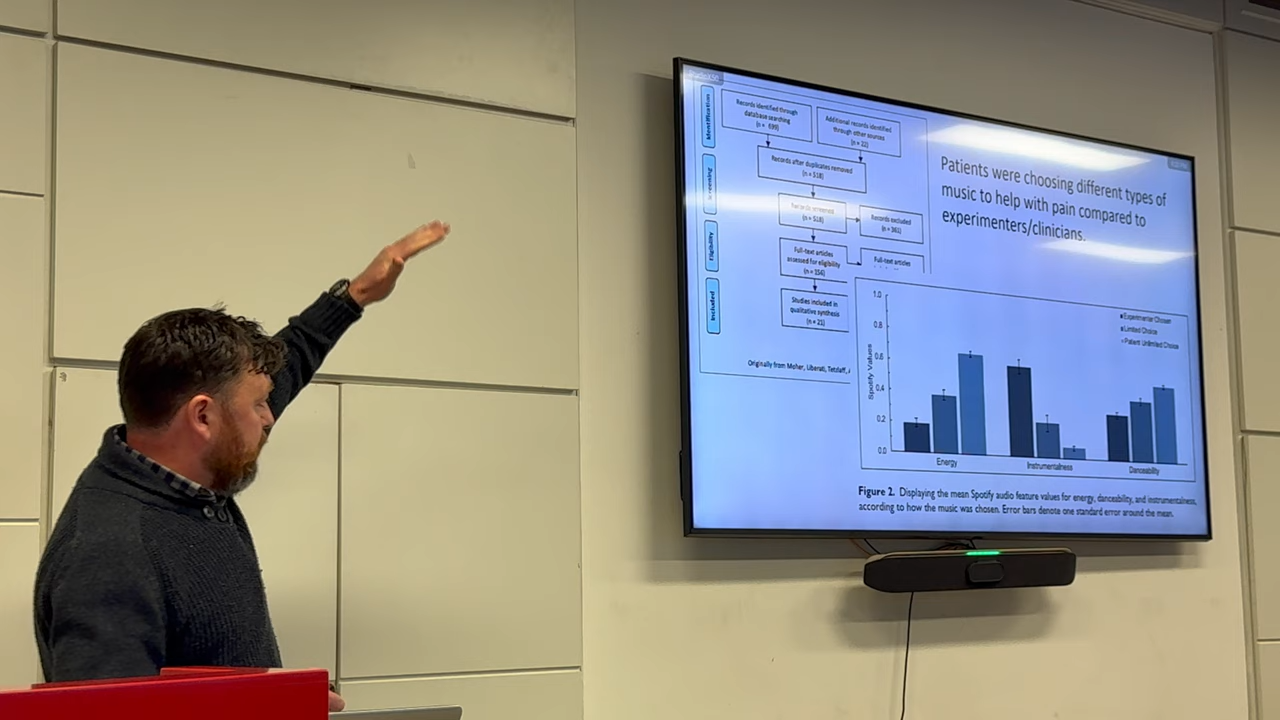 Identification
Records identified through
database searching
(n = 699)
Additional records identified
through other sources
(n = 22)
Screening
Records after duplicates removed
(n = 518)
Records screened
(n = 518)
Records excluded
(n = 361)
Eligibility
Full-text articles
assessed for eligibility
(n = 156)
Full-text articles
Included
Studies included in
qualitative synthesis
(n = 21)
Originally from Moher, Liberati, Tetzlaff,
Patients were choosing different types of
music to help with pain compared to
experimenters/clinicians.
1.0
0.8
0.6
0.4
0.2
0.0
Spotify Values
Experimenter Chosen
Limited Choice
Patient Unlimited Choice
Energy
Instrumentalness
Danceability
Figure 2. Displaying the mean Spotify audio feature values for energy, danceability, and instrumentalness,
according to how the music was chosen. Error bars denote one standard error around the mean.